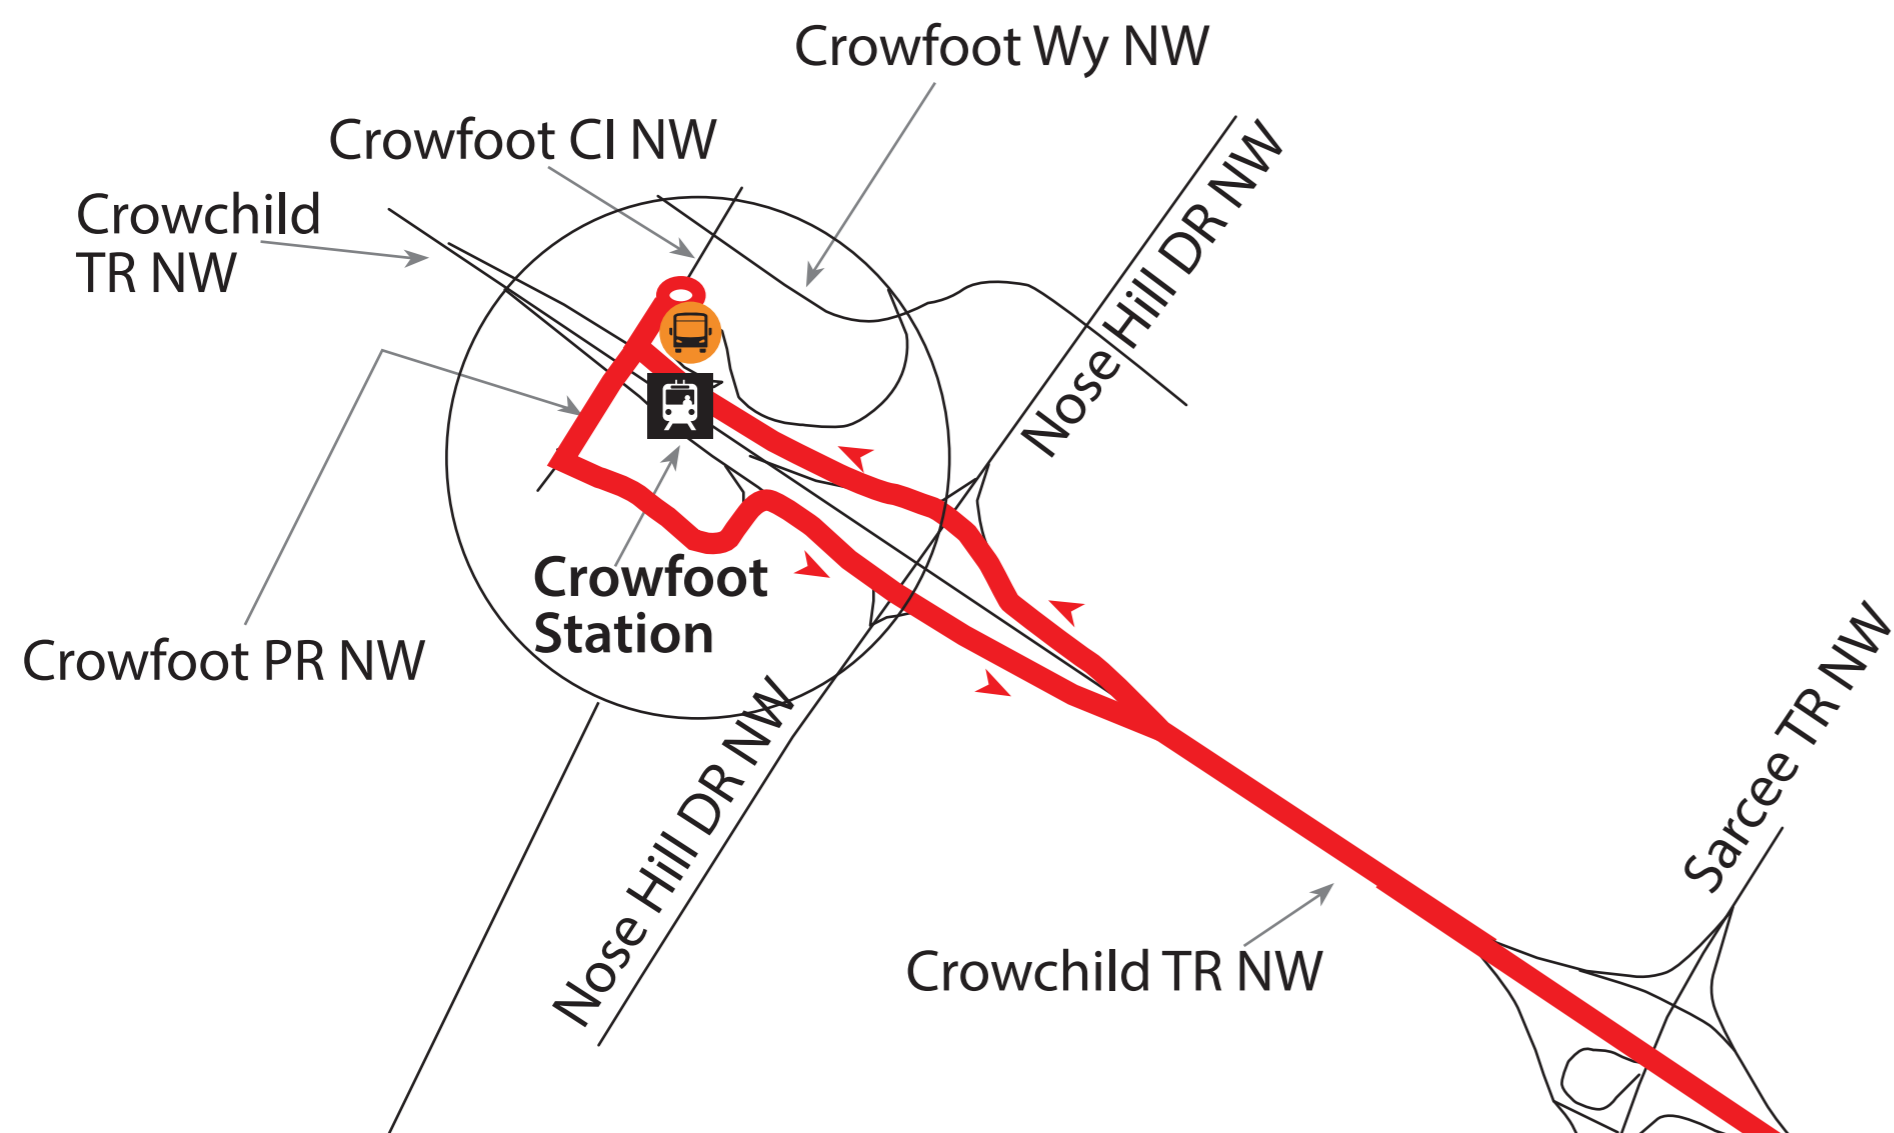 Crowfoot Wy NW
Crowfoot CI NW
Crowchild
TR NW
Nose Hill DR NW
Crowfoot
Station
Crowfoot PR NW
Nose Hill DR NW
Sarcee TR NW
Crowchild TR NW